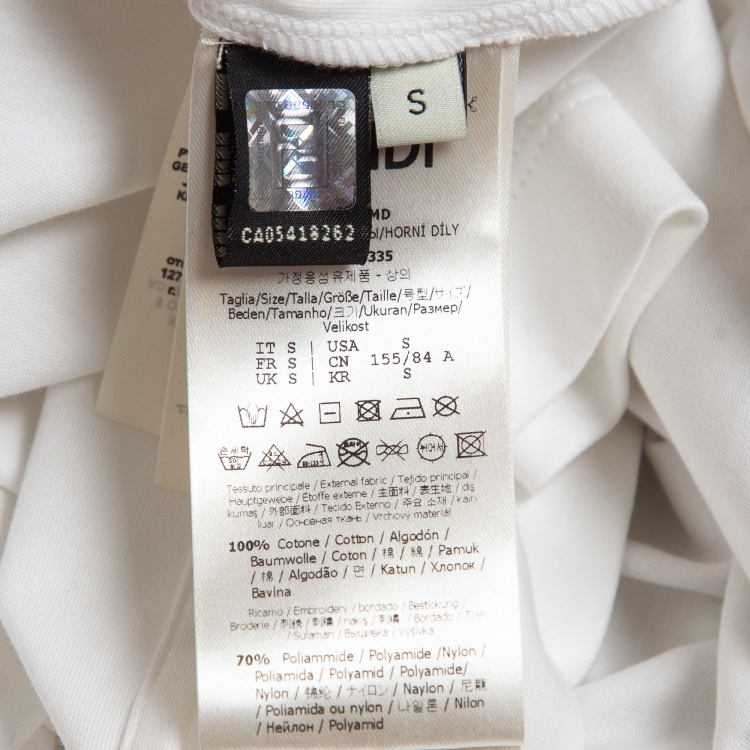 S
CA05418262
MD
/HORNÍ DÍLY
335
가정용섬유제품 - 상의
Taglia/Size/Talla/Größe/Taille/号型/サイズ/
Beden/Tamanho/크기/Ukuran/Размер/
Velikost
IT S | USA S
FR S | CN 155/84 A
UK S | KR S
손세탁
Tessuto principale / External fabric / Tejido principal /
Hauptgewebe / Étoffe externe / 主面料 / 表生地 / dış
kumaş / 外部面料 / Tecido Externo / 주요 소재 / Kain
luar / Основная ткань / Vrchový materiál
100% Cotone / Cotton / Algodón /
Baumwolle / Coton / 棉 / 綿 / Pamuk
/ 棉 / Algodão / 면 / Katun / Хлопок /
Bavlna
Ricamo / Embroidery / bordado / Bestickung /
Broderie / 刺绣 / 刺繍 / nakış / 刺繡 / Bordado / 자수
/ Sulaman / Вышивка / Výšivka
70% Poliammide / Polyamide /Nylon /
Poliamida / Polyamid / Polyamide/
Nylon / 锦纶 / ナイロン / Naylon / 尼龍
/ Poliamida ou nylon / 나일론 / Nilon
/ Нейлон / Polyamid